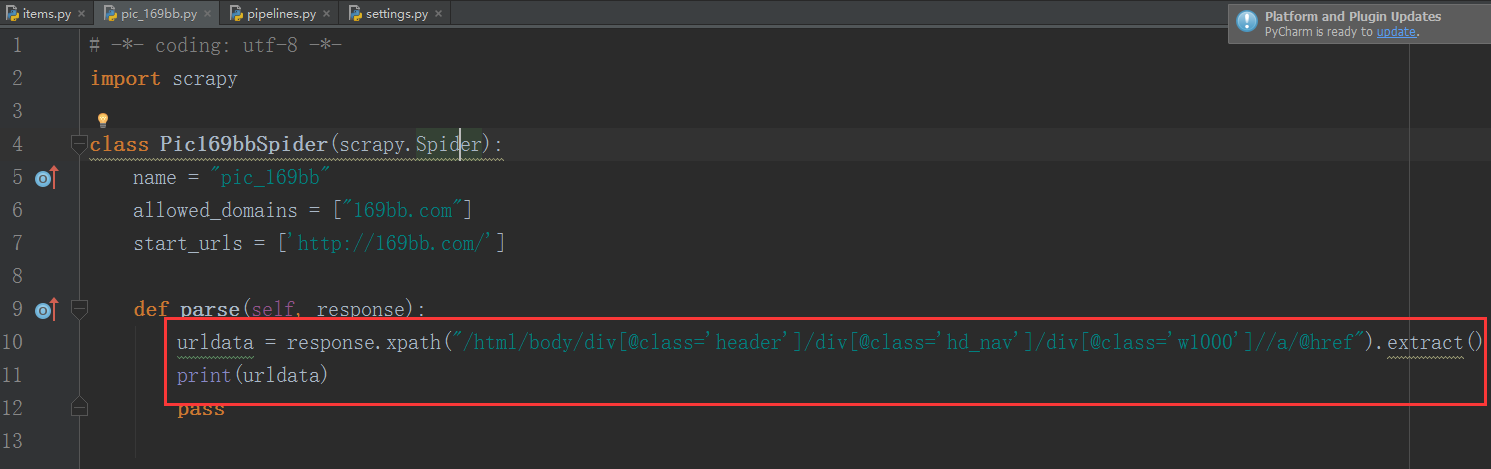 items.py × pic_169bb.py × pipelines.py × settings.py ×
Platform and Plugin Updates
PyCharm is ready to update.
1 # -*- coding: utf-8 -*-
2 import scrapy
3
4 class Pic169bbSpider(scrapy.Spider):
5 name = "pic_169bb"
6 allowed_domains = ["169bb.com"]
7 start_urls = ['http://169bb.com/']
8
9 def parse(self, response):
10 urldata = response.xpath("/html/body/div[@class='header']/div[@class='hd_nav']/div[@class='w1000']//a/@href").extract()
11 print(urldata)
12 pass
13